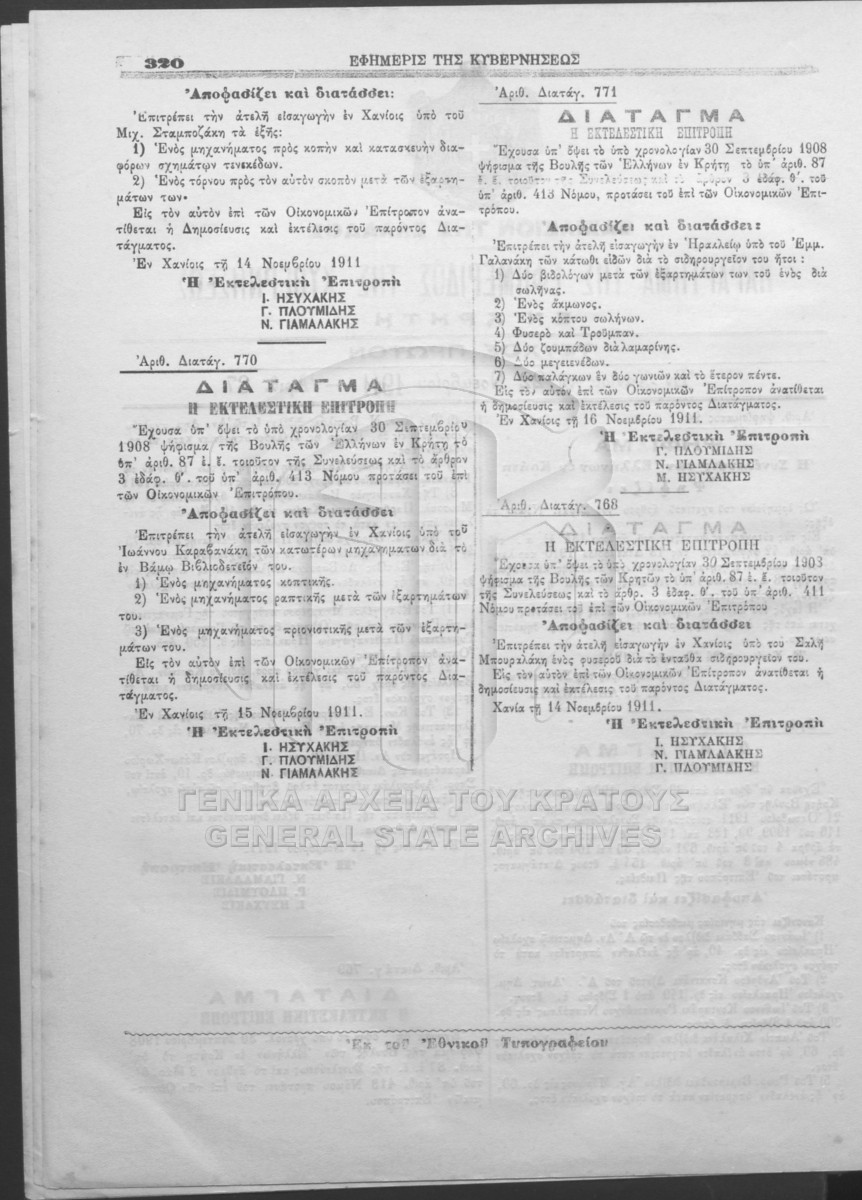 320
ΕΦΗΜΕΡΙΣ ΤΗΣ ΚΥΒΕΡΝΗΣΕΩΣ
Ἀποφασίζει καὶ διατάσσει:
Ἐπιτρέπει τὴν ἀτελῆ εἰσαγωγὴν ἐν Χανίοις ὑπὸ τοῦ
Μιχ. Σταμποζάκη τὰ ἑξῆς:
1) Ἑνὸς μηχανήματος πρὸς κοπὴν καὶ κατασκευὴν δια-
φόρων σχημάτων τενεκέδων.
2) Ἑνὸς τόρνου πρὸς τὸν αὐτὸν σκοπὸν μετὰ τῶν ἐξαρτη-
μάτων των.
Εἰς τὸν αὐτὸν ἐπὶ τῶν Οἰκονομικῶν Ἐπίτροπον ἀνα-
τίθεται ἡ Δημοσίευσις καὶ ἐκτέλεσις τοῦ παρόντος Δια-
τάγματος.
Ἐν Χανίοις τῇ 14 Νοεμβρίου 1911
Ἡ Ἐκτελεστικὴ Ἐπιτροπὴ
Ι. ΗΣΥΧΑΚΗΣ
Γ. ΠΛΟΥΜΙΔΗΣ
Ν. ΓΙΑΜΑΛΑΚΗΣ
Ἀριθ. Διατάγ. 770
ΔΙΑΤΑΓΜΑ
Η ΕΚΤΕΛΕΣΤΙΚΗ ΕΠΙΤΡΟΠΗ
Ἔχουσα ὑπ' ὄψει τὸ ὑπὸ χρονολογίαν 30 Σεπτεμβρίου
1908 ψήφισμα τῆς Βουλῆς τῶν Ἑλλήνων ἐν Κρήτῃ τὸ
ὑπ' ἀριθ. 87 ἐ. ἔ. τοιοῦτον τῆς Συνελεύσεως καὶ τὸ ἄρθρον
3 ἐδάφ. θ'. τοῦ ὑπ' ἀριθ. 413 Νόμου προτάσει τοῦ ἐπὶ
τῶν Οἰκονομικῶν Ἐπιτρόπου.
Ἀποφασίζει καὶ διατάσσει
Ἐπιτρέπει τὴν ἀτελῆ εἰσαγωγὴν ἐν Χανίοις ὑπὸ τοῦ
Ἰωάννου Καραβανάκη τῶν κατωτέρων μηχανηματων διὰ τὸ
ἐν Βάμῳ Βιβλιοδετεῖόν του.
1) Ἑνὸς μηχανήματος κοπτικῆς.
2) Ἑνὸς μηχανήματος ραπτικῆς μετὰ τῶν ἐξαρτημάτων
του.
3) Ἑνὸς μηχανήματος πριονιστικῆς μετὰ τῶν ἐξαρτη-
μάτων του.
Εἰς τὸν αὐτὸν ἐπὶ τῶν Οἰκονομικῶν Ἐπίτροπον ἀνα-
τίθεται ἡ δημοσίευσις καὶ ἐκτέλεσις τοῦ παρόντος Δια-
τάγματος.
Ἐν Χανίοις τῇ 15 Νοεμβρίου 1911.
Ἡ Ἐκτελεστικὴ Ἐπιτροπὴ
Ι. ΗΣΥΧΑΚΗΣ
Γ. ΠΛΟΥΜΙΔΗΣ
Ν. ΓΙΑΜΑΛΑΚΗΣ
Ἀριθ. Διατάγ. 771
ΔΙΑΤΑΓΜΑ
Η ΕΚΤΕΛΕΣΤΙΚΗ ΕΠΙΤΡΟΠΗ
Ἔχουσα ὑπ' ὄψει τὸ ὑπὸ χρονολογίαν 30 Σεπτεμβρίου 1908
ψήφισμα τῆς Βουλῆς τῶν Ἑλλήνων ἐν Κρήτῃ τὸ ὑπ' ἀριθ. 87
ἐ. ἔ. τοιοῦτον τῆς Συνελεύσεως καὶ τὸ ἄρθρον 3 ἐδάφ. θ'. τοῦ
ὑπ' ἀριθ. 413 Νόμου, προτάσει τοῦ ἐπὶ τῶν Οἰκονομικῶν Ἐπι-
τρόπου.
Ἀποφασίζει καὶ διατάσσει:
Ἐπιτρέπει τὴν ἀτελῆ εἰσαγωγὴν ἐν Ἡρακλείῳ ὑπὸ τοῦ Ἐμμ.
Γαλανάκη τῶν κάτωθι εἰδῶν διὰ τὸ σιδηρουργεῖον του ἤτοι:
1) Δύο βιδολόγων μετὰ τῶν ἐξαρτημάτων των τοῦ ἑνὸς διὰ
σωλῆνας.
2) Ἑνὸς ἄκμωνος.
3) Ἑνὸς κόπτου σωλήνων.
4) Φυσερὸ καὶ Τροῦμπαν.
5) Δύο ζουμπάδων διὰ λαμαρίνης.
6) Δύο μεγειενέδων.
7) Δύο παλάγκων ἐν δύο γωνιῶν καὶ τὸ ἕτερον πέντε.
Εἰς τὸν αὐτὸν ἐπὶ τῶν Οἰκονομικῶν Ἐπίτροπον ἀνατίθεται
ἡ δημοσίευσις καὶ ἐκτέλεσις τοῦ παρόντος Διατάγματος.
Ἐν Χανίοις τῇ 16 Νοεμβρίου 1911.
Ἡ Ἐκτελεστικὴ Ἐπιτροπὴ
Γ. ΠΛΟΥΜΙΔΗΣ
Ν. ΓΙΑΜΑΛΑΚΗΣ
Μ. ΗΣΥΧΑΚΗΣ
Ἀριθ. Διατάγ. 768
ΔΙΑΤΑΓΜΑ
Η ΕΚΤΕΛΕΣΤΙΚΗ ΕΠΙΤΡΟΠΗ
Ἔχουσα ὑπ' ὄψει τὸ ὑπὸ χρονολογίαν 30 Σεπτεμβρίου 1908
ψήφισμα τῆς Βουλῆς τῶν Κρητῶν τὸ ὑπ' ἀριθ. 87 ἐ. ἔ. τοιοῦτον
τῆς Συνελεύσεως καὶ τὸ ἄρθρ. 3 ἐδαφ. θ'. τοῦ ὑπ' ἀριθ. 411
Νόμου προτάσει τοῦ ἐπὶ τῶν Οἰκονομικῶν Ἐπιτρόπου
Ἀποφασίζει καὶ διατάσσει
Ἐπιτρέπει τὴν ἀτελῆ εἰσαγωγὴν ἐν Χανίοις ὑπὸ του Σαλῆ
Μπουραλάκη ἑνὸς φυσεροῦ διὰ τὸ ἐνταῦθα σιδηρουργεῖον του.
Εἰς τὸν αὐτὸν ἐπὶ τῶν Οἰκονομικῶν Ἐπίτροπον ἀνατίθεται ἡ
δημοσίευσις καὶ ἐκτέλεσις τοῦ παρόντος Διατάγματος.
Χανία τῇ 14 Νοεμβρίου 1911.
Ἡ Ἐκτελεστικὴ Ἐπιτροπὴ
Ι. ΗΣΥΧΑΚΗΣ
Ν. ΓΙΑΜΑΛΑΚΗΣ
Γ. ΠΛΟΥΜΙΔΗΣ
ΓΕΝΙΚΑ ΑΡΧΕΙΑ ΤΟΥ ΚΡΑΤΟΥΣ
GENERAL STATE ARCHIVES
Ἐκ τοῦ Ἐθνικοῦ Τυπογραφείου